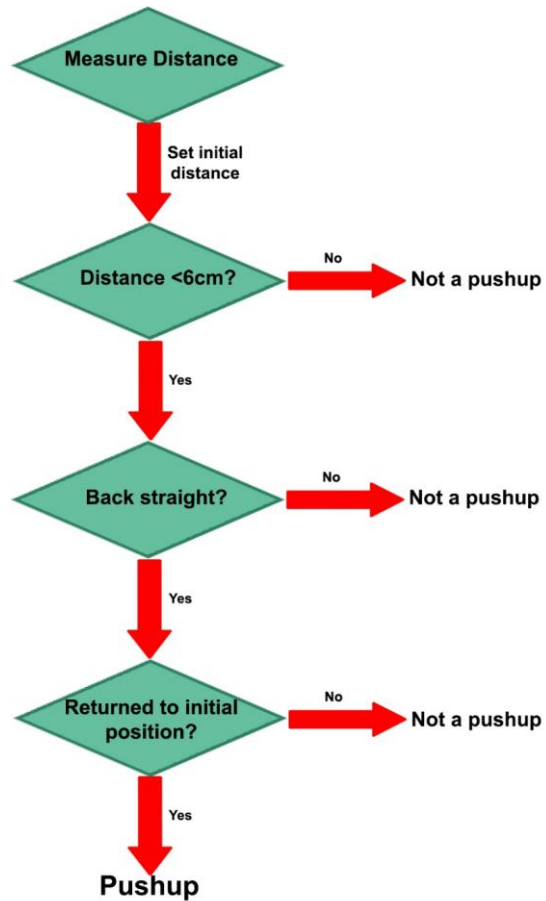 Measure Distance
Set initial
distance
Distance <6cm?
No
Not a pushup
Yes
Back straight?
No
Not a pushup
Yes
Returned to initial
position?
No
Not a pushup
Yes
Pushup